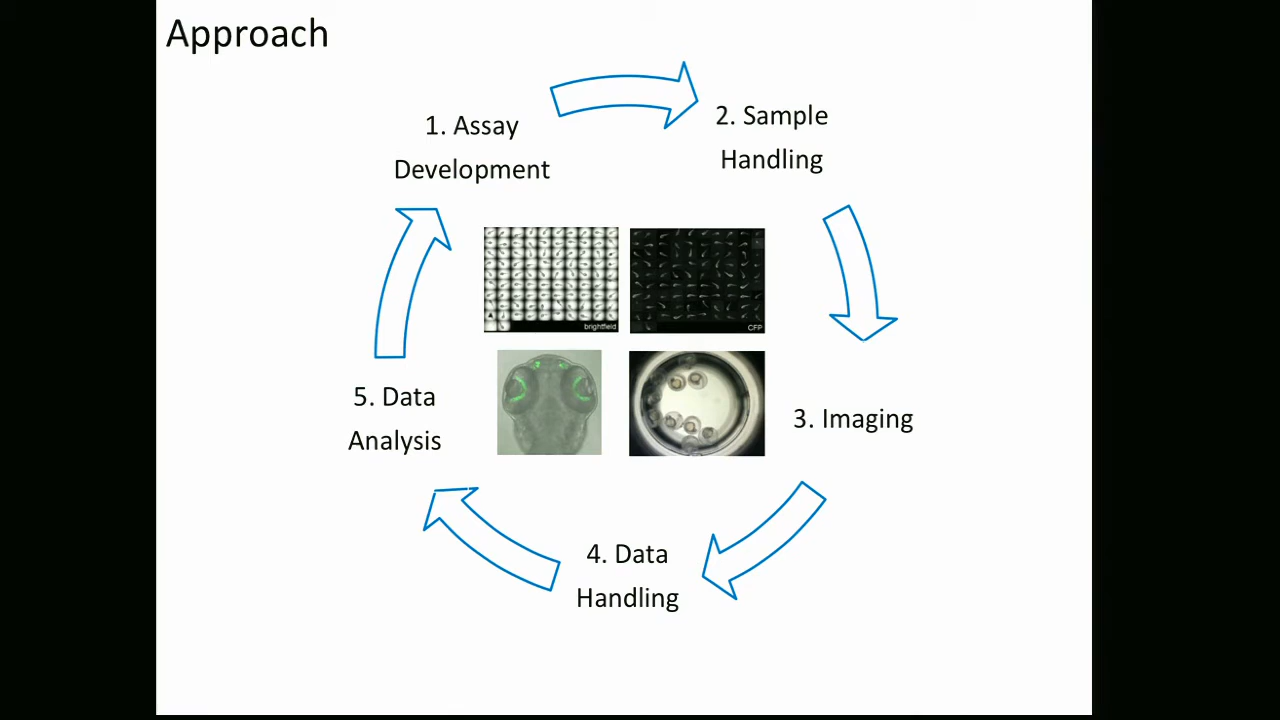 Approach
1. Assay
Development
2. Sample
Handling
3. Imaging
4. Data
Handling
5. Data
Analysis
brightfield
CFP